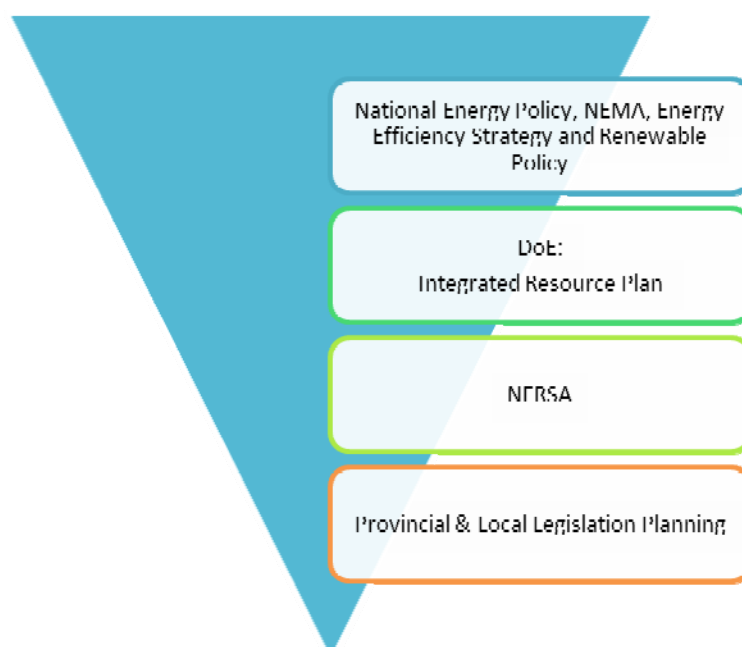 National Energy Policy, NEMA, Energy
Efficiency Strategy and Renewable
Policy
DoE:
Integrated Resource Plan
NERSA
Provincial & Local Legislation Planning